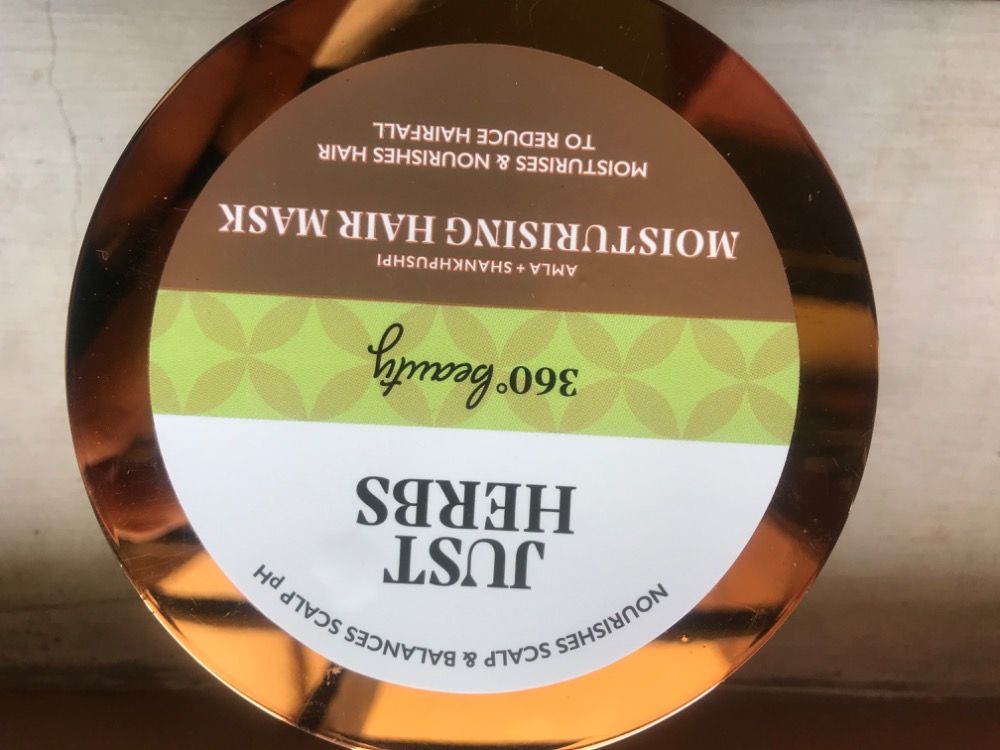 NOURISHES SCALP & BALANCES SCALP pH
JUST
HERBS
360° beauty
AMLA + SHANKHPUSHPI
MOISTURISING HAIR MASK
MOISTURISES & NOURISHES HAIR
TO REDUCE HAIRFALL